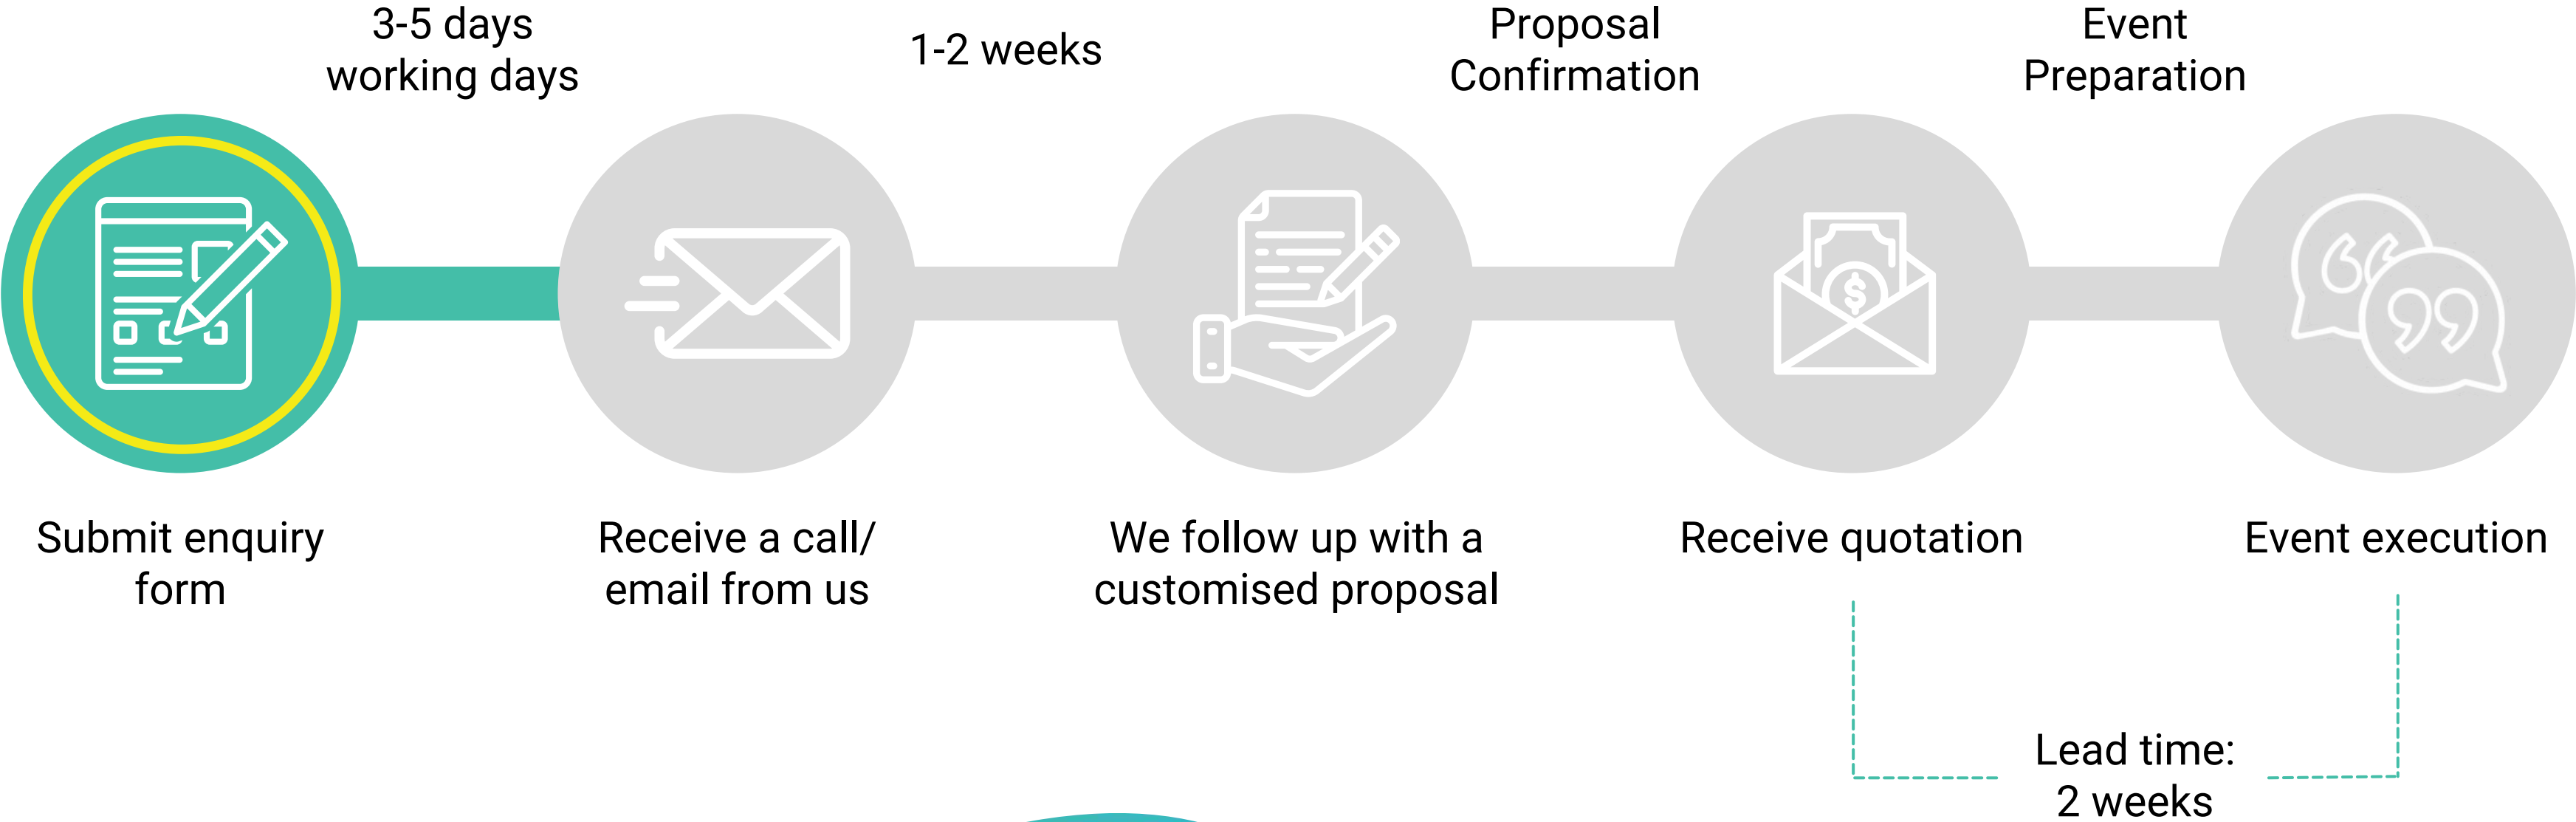 3-5 days
working days
1-2 weeks
Proposal
Confirmation
Event
Preparation
Submit enquiry
form
Receive a call/
email from us
We follow up with a
customised proposal
Receive quotation
Event execution
Lead time:
2 weeks